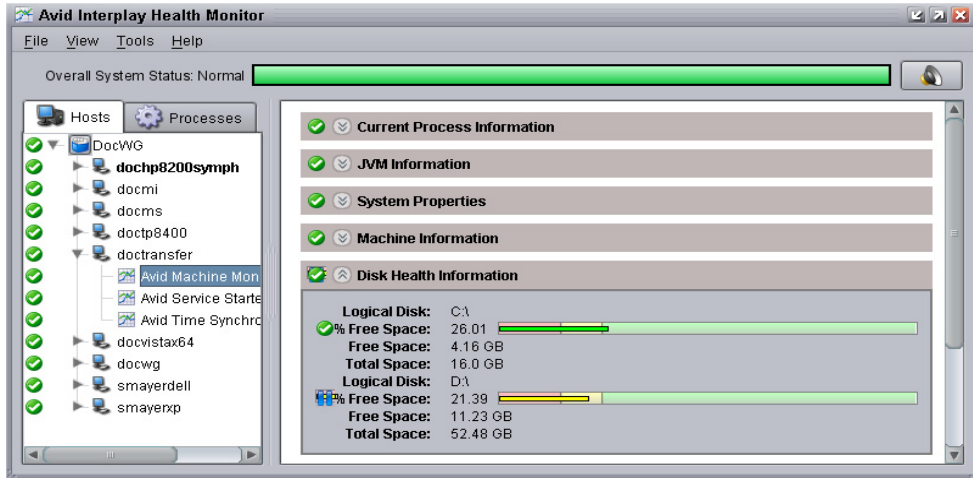 Avid Interplay Health Monitor
File View Tools Help
Overall System Status: Normal
Hosts Processes
DocWG
dochp8200symph
docmi
docms
doctp8400
doctransfer
Avid Machine Mon
Avid Service Starte
Avid Time Synchro
docvistax64
docwg
smayerdell
smayerxp
Current Process Information
JVM Information
System Properties
Machine Information
Disk Health Information
Logical Disk: C:\
% Free Space: 26.01
Free Space: 4.16 GB
Total Space: 16.0 GB
Logical Disk: D:\
% Free Space: 21.39
Free Space: 11.23 GB
Total Space: 52.48 GB